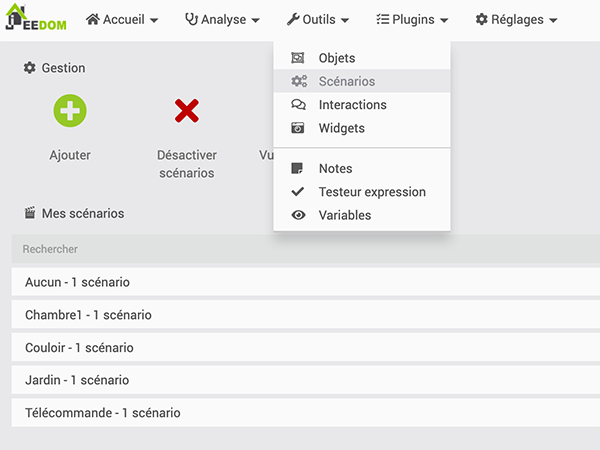 JEEDOM
Accueil
Analyse
Outils
Plugins
Réglages
Objets
Scénarios
Interactions
Widgets
Notes
Testeur expression
Variables
Gestion
Ajouter
Désactiver
scénarios
Vu
Mes scénarios
Rechercher
Aucun - 1 scénario
Chambre1 - 1 scénario
Couloir - 1 scénario
Jardin - 1 scénario
Télécommande - 1 scénario